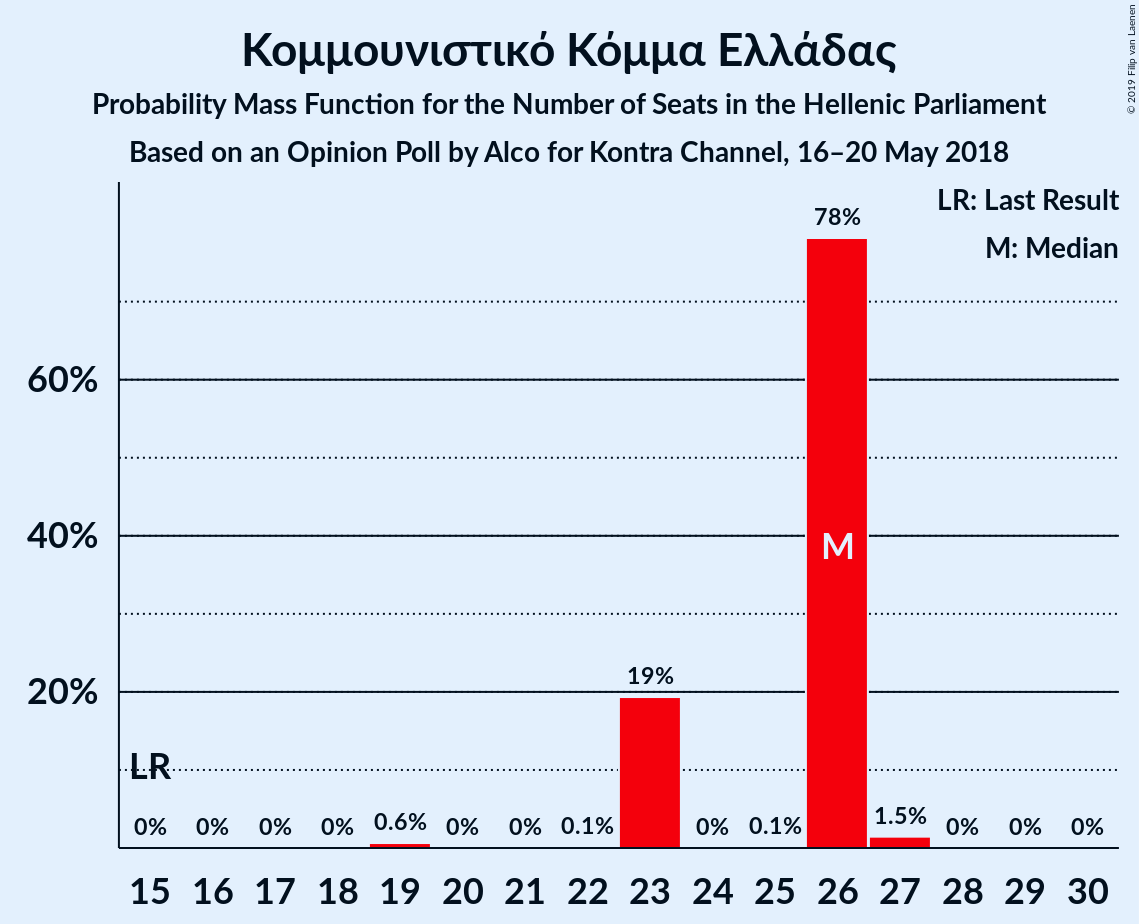 Κομμουνιστικό Κόμμα Ελλάδας
Probability Mass Function for the Number of Seats in the Hellenic Parliament
Based on an Opinion Poll by Alco for Kontra Channel, 16–20 May 2018
© 2019 Filip van Laenen
LR: Last Result
M: Median
78%
60%
40%
M
19%
20%
LR
0% 0% 0% 0% 0.6% 0% 0% 0.1% 0% 0.1% 1.5% 0% 0% 0%
15 16 17 18 19 20 21 22 23 24 25 26 27 28 29 30